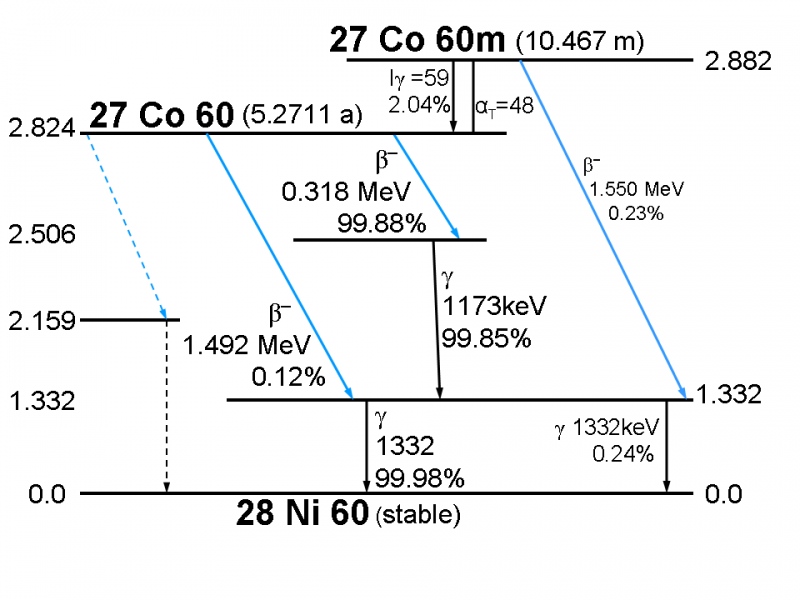 27 Co 60m (10.467 m)
2.882
Iγ =59
2.04%
α_T=48
27 Co 60 (5.2711 a)
2.824
β⁻
0.318 MeV
99.88%
β⁻
1.550 MeV
0.23%
2.506
γ
1173keV
99.85%
2.159
β⁻
1.492 MeV
0.12%
1.332
1.332
γ
1332
99.98%
γ 1332keV
0.24%
0.0
0.0
28 Ni 60 (stable)